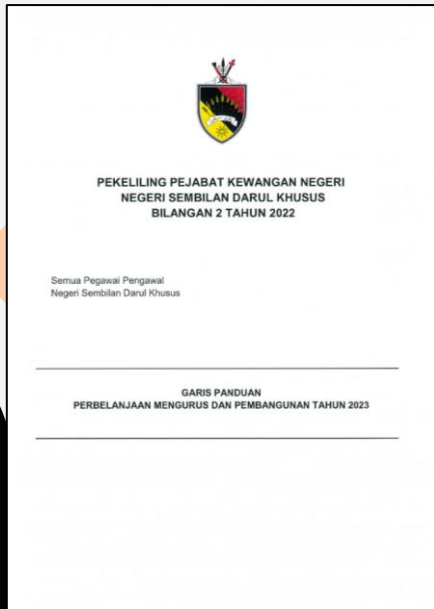 PEKELILING PEJABAT KEWANGAN NEGERI
NEGERI SEMBILAN DARUL KHUSUS
BILANGAN 2 TAHUN 2022
Semua Pegawai Pengawal
Negeri Sembilan Darul Khusus
GARIS PANDUAN
PERBELANJAAN MENGURUS DAN PEMBANGUNAN TAHUN 2023